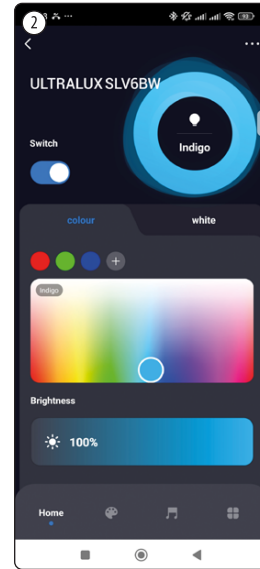 2
ULTRALUX SLV6BW
Indigo
Switch
colour
white
Indigo
Brightness
100%
Home